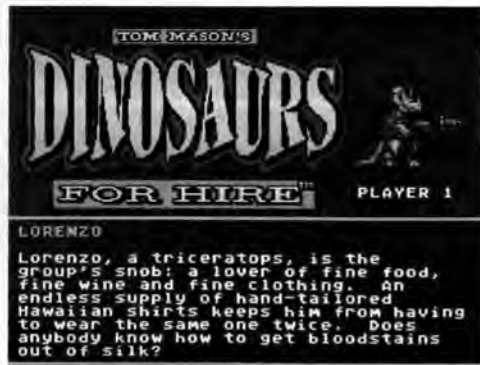 TOM MASON'S
DINOSAURS
FOR HIRE™
PLAYER 1
LORENZO
Lorenzo, a triceratops, is the
group's snob: a lover of fine food,
fine wine and fine clothing. An
endless supply of hand-tailored
Hawaiian shirts keeps him from having
to wear the same one twice. Does
anybody know how to get bloodstains
out of silk?